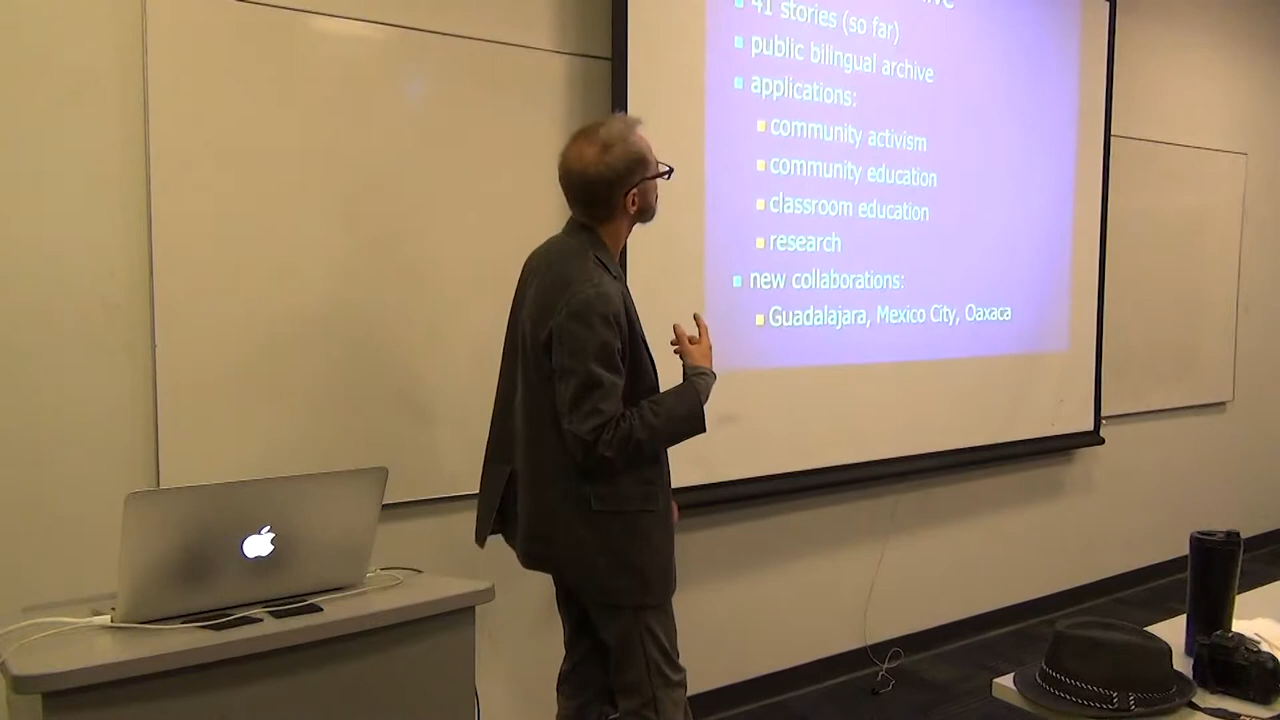 41 stories (so far)
public bilingual archive
applications:
community activism
community education
classroom education
research
new collaborations:
Guadalajara, Mexico City, Oaxaca